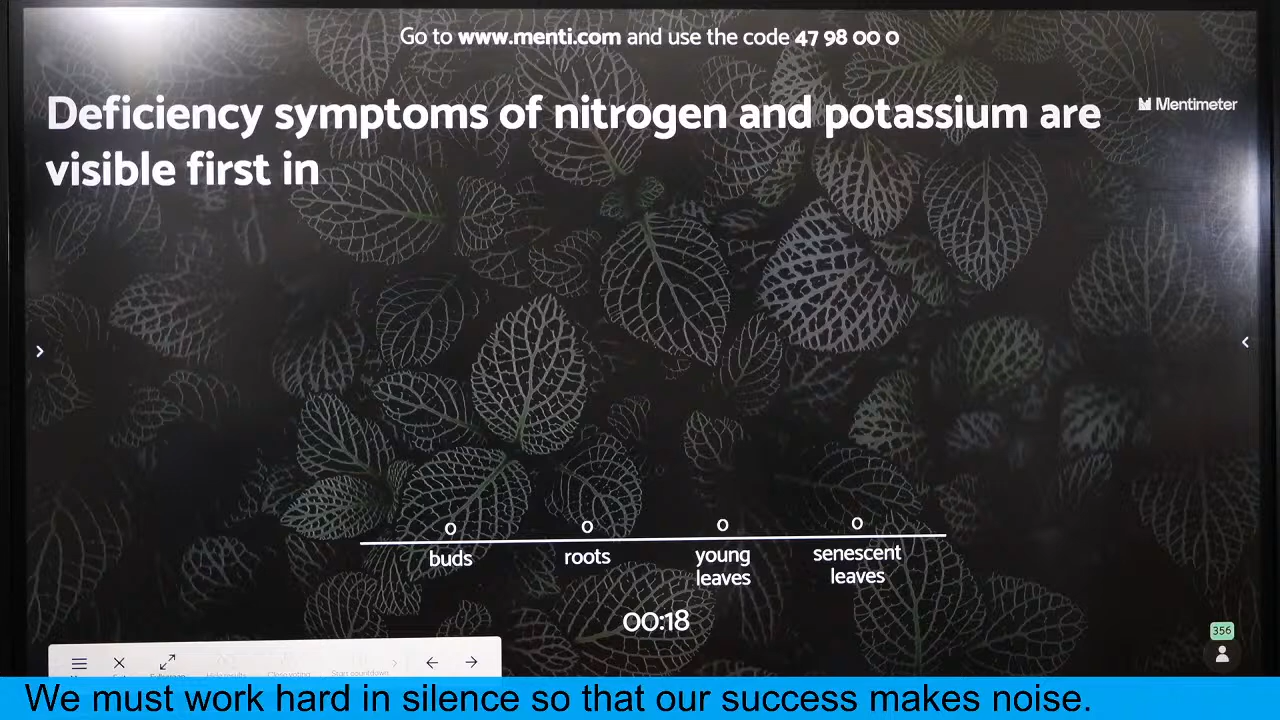 Go to www.menti.com and use the code 47 98 00 0
Mentimeter
Deficiency symptoms of nitrogen and potassium are
visible first in
0 0 0 0
buds roots young leaves senescent leaves
00:18
356
We must work hard in silence so that our success makes noise.